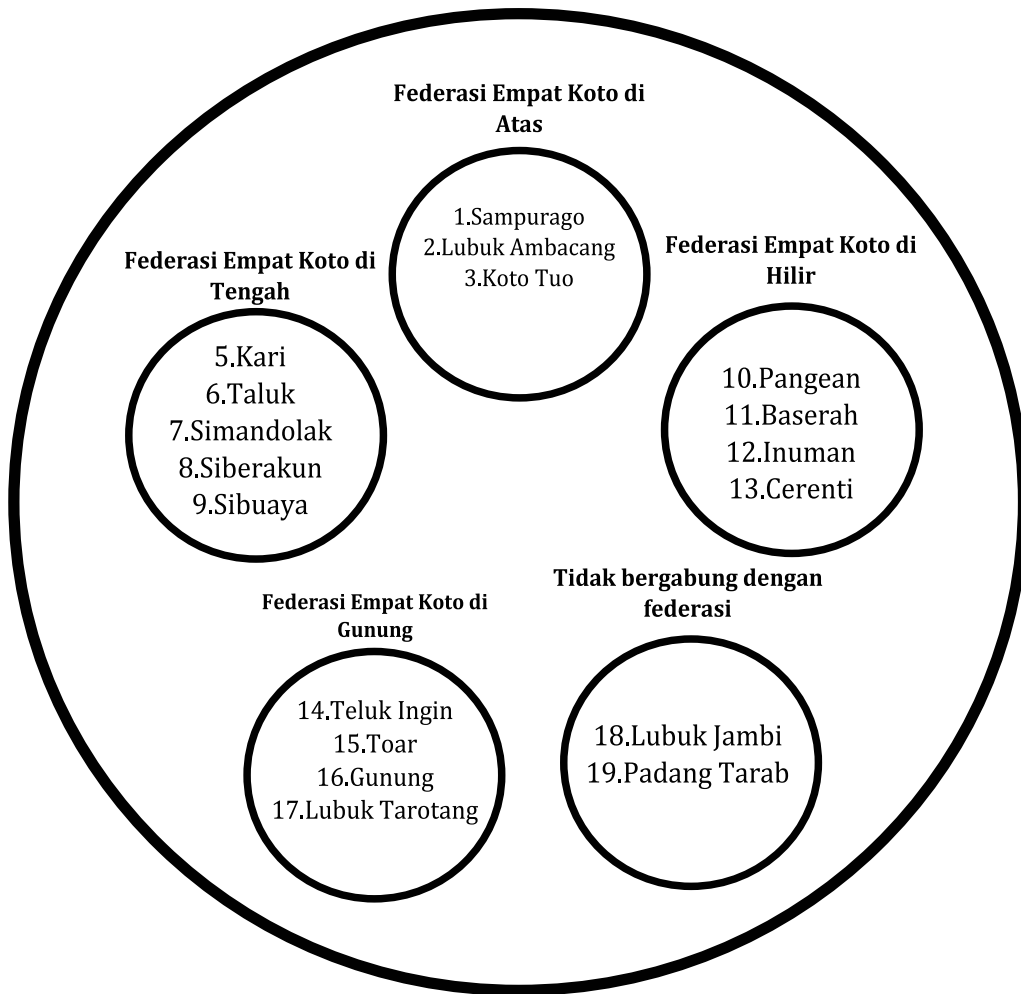 Federasi Empat Koto di
Atas
1.Sampurago
2.Lubuk Ambacang
3.Koto Tuo
Federasi Empat Koto di
Tengah
5.Kari
6.Taluk
7.Simandolak
8.Siberakun
9.Sibuaya
Federasi Empat Koto di
Hilir
10.Pangean
11.Baserah
12.Inuman
13.Cerenti
Federasi Empat Koto di
Gunung
14.Teluk Ingin
15.Toar
16.Gunung
17.Lubuk Tarotang
Tidak bergabung dengan
federasi
18.Lubuk Jambi
19.Padang Tarab